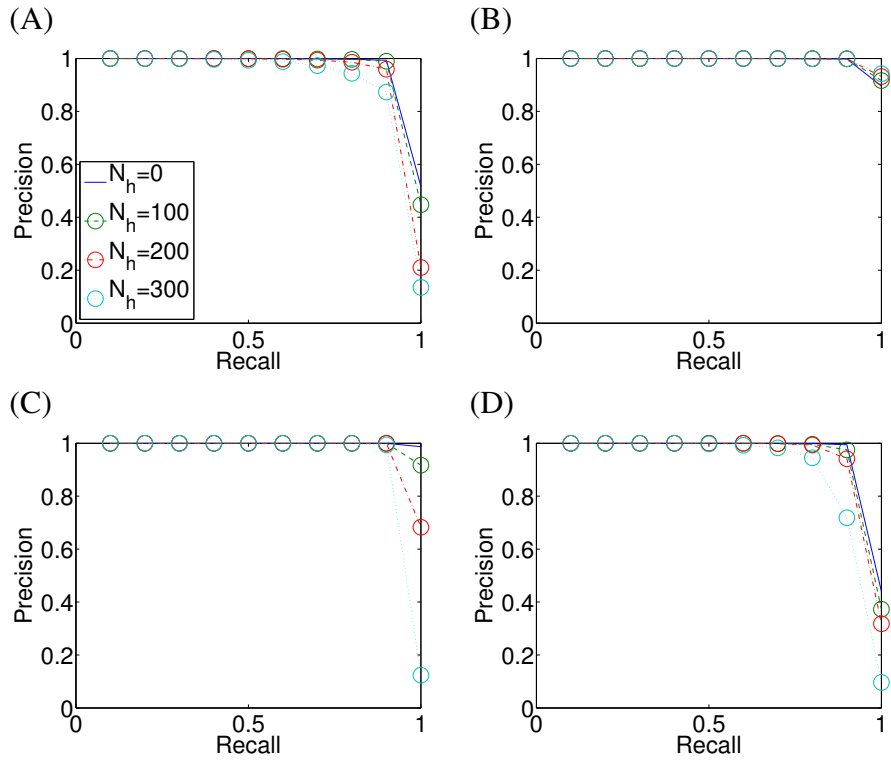 (A)
1
0.8
0.6
0.4
0.2
0
Precision
N_h=0
N_h=100
N_h=200
N_h=300
0
0.5
1
Recall
(B)
1
0.8
0.6
0.4
0.2
0
Precision
0
0.5
1
Recall
(C)
1
0.8
0.6
0.4
0.2
0
Precision
0
0.5
1
Recall
(D)
1
0.8
0.6
0.4
0.2
0
Precision
0
0.5
1
Recall